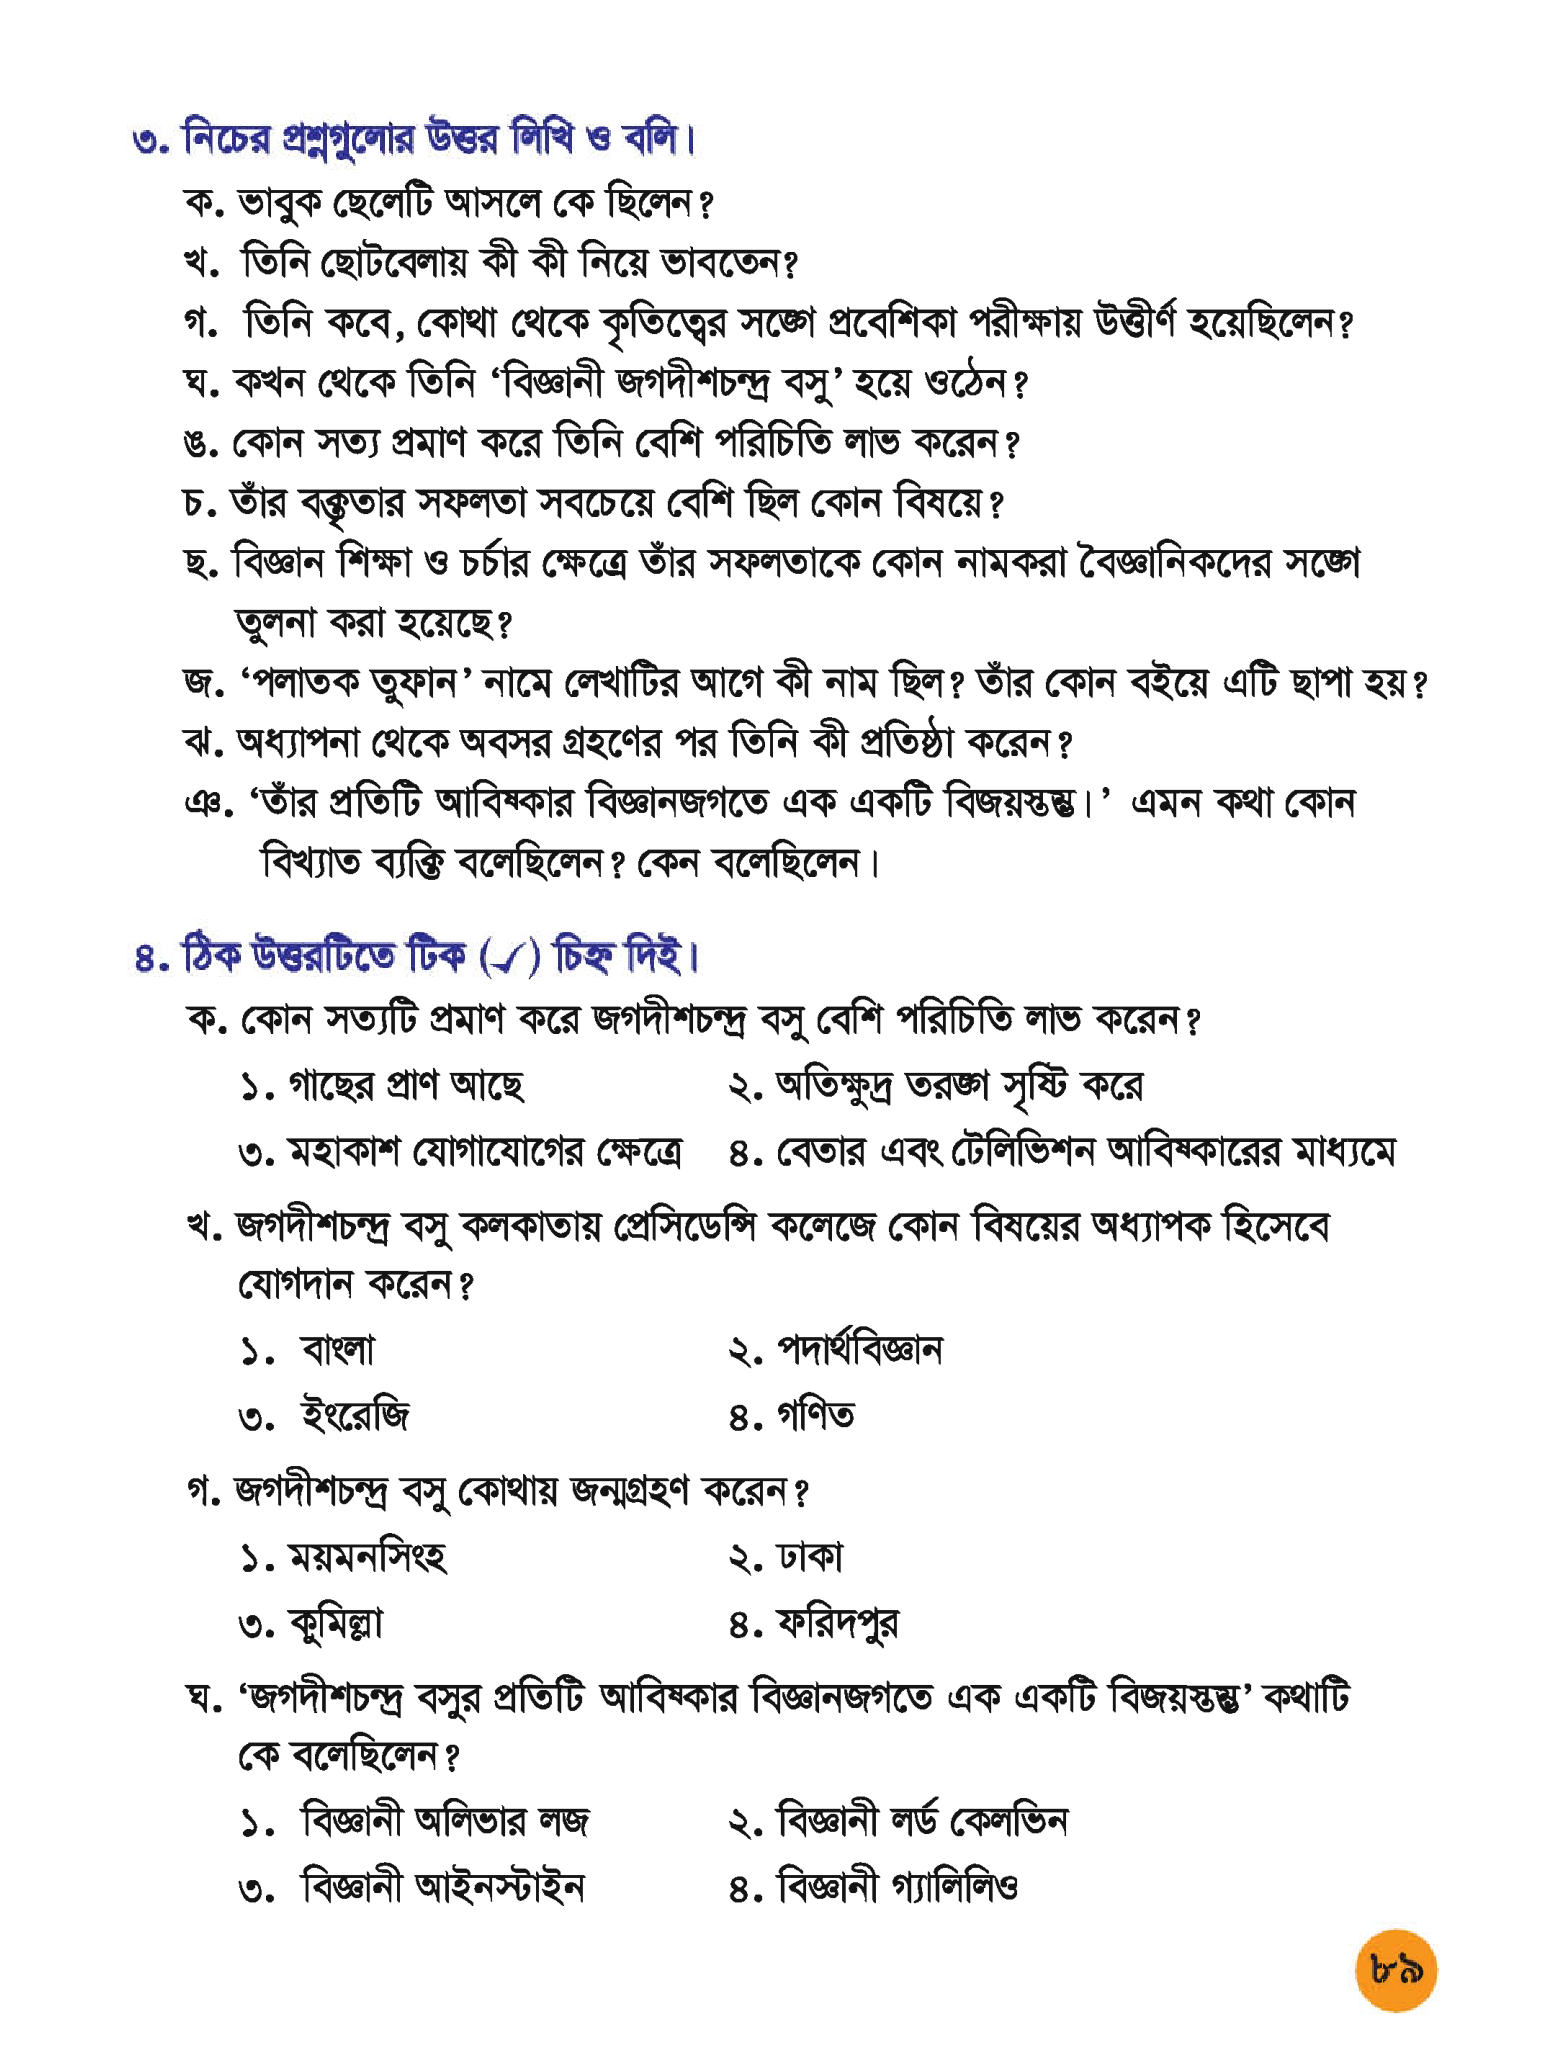 ৩. নিচের প্রশ্নগুলোর উত্তর লিখি ও বলি।
ক. ভাবুক ছেলেটি আসলে কে ছিলেন?
খ. তিনি ছোটবেলায় কী কী নিয়ে ভাবতেন?
গ. তিনি কবে, কোথা থেকে কৃতিত্বের সঙ্গে প্রবেশিকা পরীক্ষায় উত্তীর্ণ হয়েছিলেন?
ঘ. কখন থেকে তিনি ‘বিজ্ঞানী জগদীশচন্দ্র বসু’ হয়ে ওঠেন?
ঙ. কোন সত্য প্রমাণ করে তিনি বেশি পরিচিতি লাভ করেন?
চ. তাঁর বক্তৃতার সফলতা সবচেয়ে বেশি ছিল কোন বিষয়ে?
ছ. বিজ্ঞান শিক্ষা ও চর্চার ক্ষেত্রে তাঁর সফলতাকে কোন নামকরা বৈজ্ঞানিকদের সঙ্গে
তুলনা করা হয়েছে?
জ. ‘পলাতক তুফান’ নামে লেখাটির আগে কী নাম ছিল? তাঁর কোন বইয়ে এটি ছাপা হয়?
ঝ. অধ্যাপনা থেকে অবসর গ্রহণের পর তিনি কী প্রতিষ্ঠা করেন?
ঞ. ‘তাঁর প্রতিটি আবিষ্কার বিজ্ঞানজগতে এক একটি বিজয়স্তম্ভ।’ এমন কথা কোন
বিখ্যাত ব্যক্তি বলেছিলেন? কেন বলেছিলেন।
৪. ঠিক উত্তরটিতে টিক (✓) চিহ্ন দিই।
ক. কোন সত্যটি প্রমাণ করে জগদীশচন্দ্র বসু বেশি পরিচিতি লাভ করেন?
১. গাছের প্রাণ আছে ২. অতিক্ষুদ্র তরঙ্গ সৃষ্টি করে
৩. মহাকাশ যোগাযোগের ক্ষেত্রে ৪. বেতার এবং টেলিভিশন আবিষ্কারের মাধ্যমে
খ. জগদীশচন্দ্র বসু কলকাতায় প্রেসিডেন্সি কলেজে কোন বিষয়ের অধ্যাপক হিসেবে
যোগদান করেন?
১. বাংলা ২. পদার্থবিজ্ঞান
৩. ইংরেজি ৪. গণিত
গ. জগদীশচন্দ্র বসু কোথায় জন্মগ্রহণ করেন?
১. ময়মনসিংহ ২. ঢাকা
৩. কুমিল্লা ৪. ফরিদপুর
ঘ. ‘জগদীশচন্দ্র বসুর প্রতিটি আবিষ্কার বিজ্ঞানজগতে এক একটি বিজয়স্তম্ভ’ কথাটি
কে বলেছিলেন?
১. বিজ্ঞানী অলিভার লজ ২. বিজ্ঞানী লর্ড কেলভিন
৩. বিজ্ঞানী আইনস্টাইন ৪. বিজ্ঞানী গ্যালিলিও
৮৯